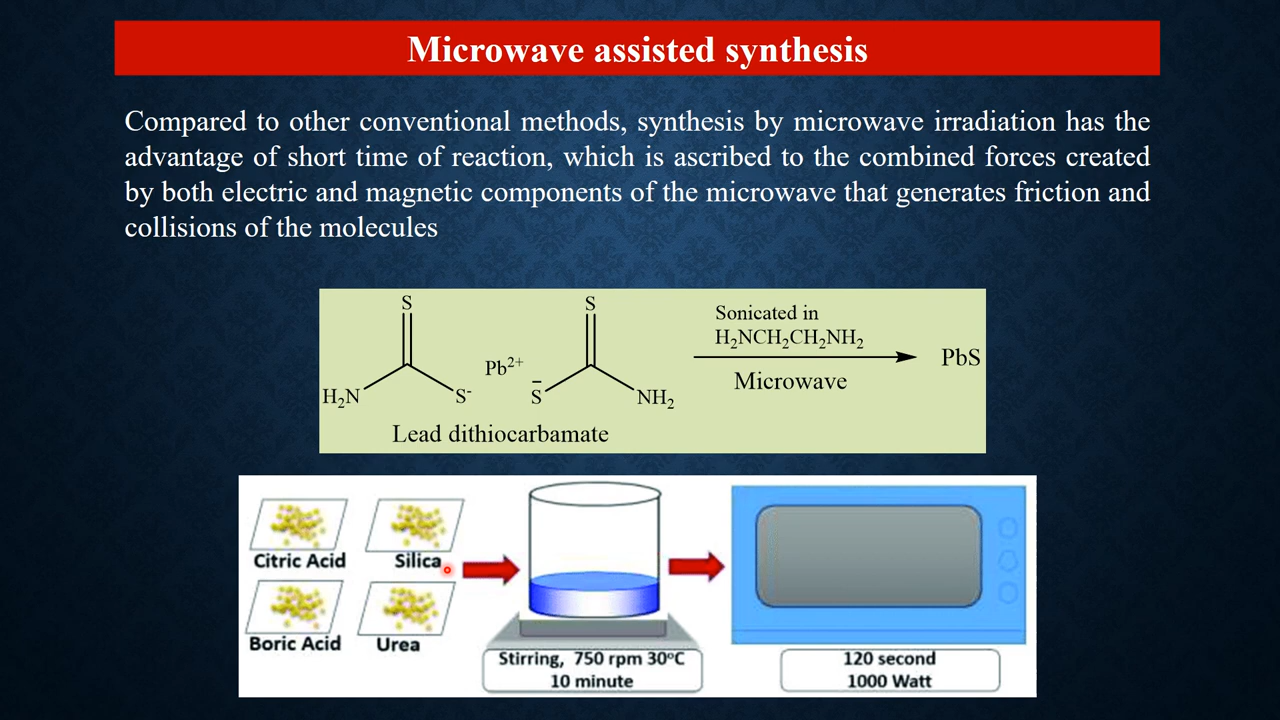 Microwave assisted synthesis
Compared to other conventional methods, synthesis by microwave irradiation has the
advantage of short time of reaction, which is ascribed to the combined forces created
by both electric and magnetic components of the microwave that generates friction and
collisions of the molecules
S
S
Sonicated in
H₂NCH₂CH₂NH₂
Pb²⁺
PbS
Microwave
H₂N
S⁻
S̄
NH₂
Lead dithiocarbamate
Citric Acid
Silica
Boric Acid
Urea
Stirring, 750 rpm 30ºC
10 minute
120 second
1000 Watt